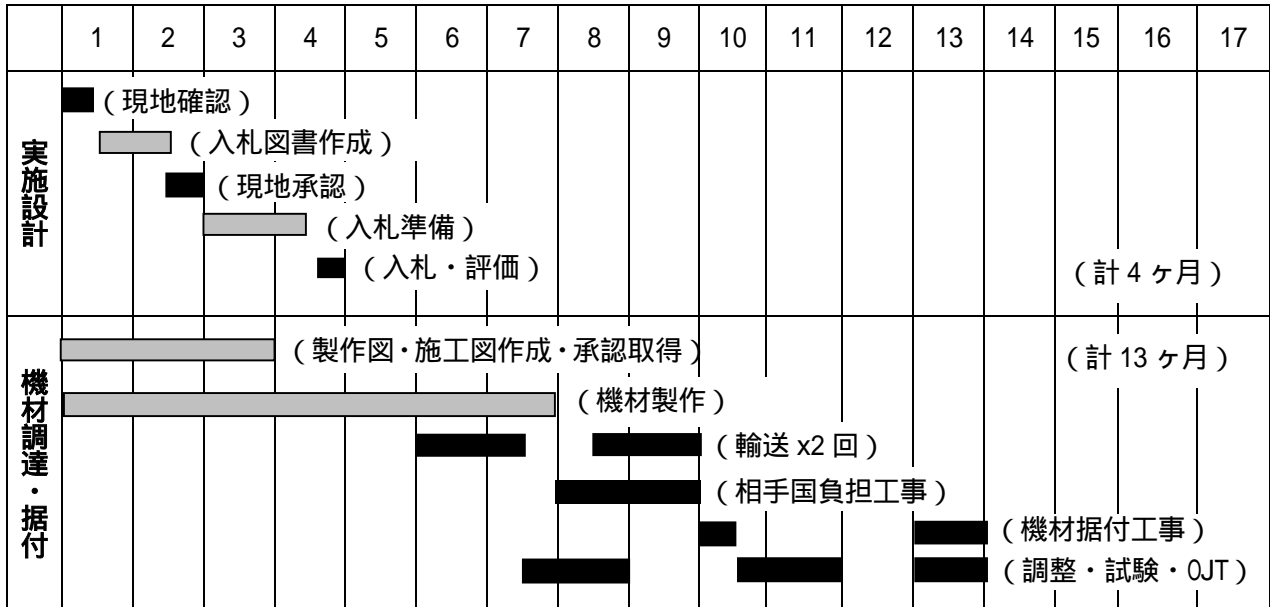 1 2 3 4 5 6 7 8 9 10 11 12 13 14 15 16 17
実施設計
（現地確認）
（入札図書作成）
（現地承認）
（入札準備）
（入札・評価）
（計 4 ヶ月）
機材調達・据付
（製作図・施工図作成・承認取得）
（計 13 ヶ月）
（機材製作）
（輸送 x2 回）
（相手国負担工事）
（機材据付工事）
（調整・試験・OJT）